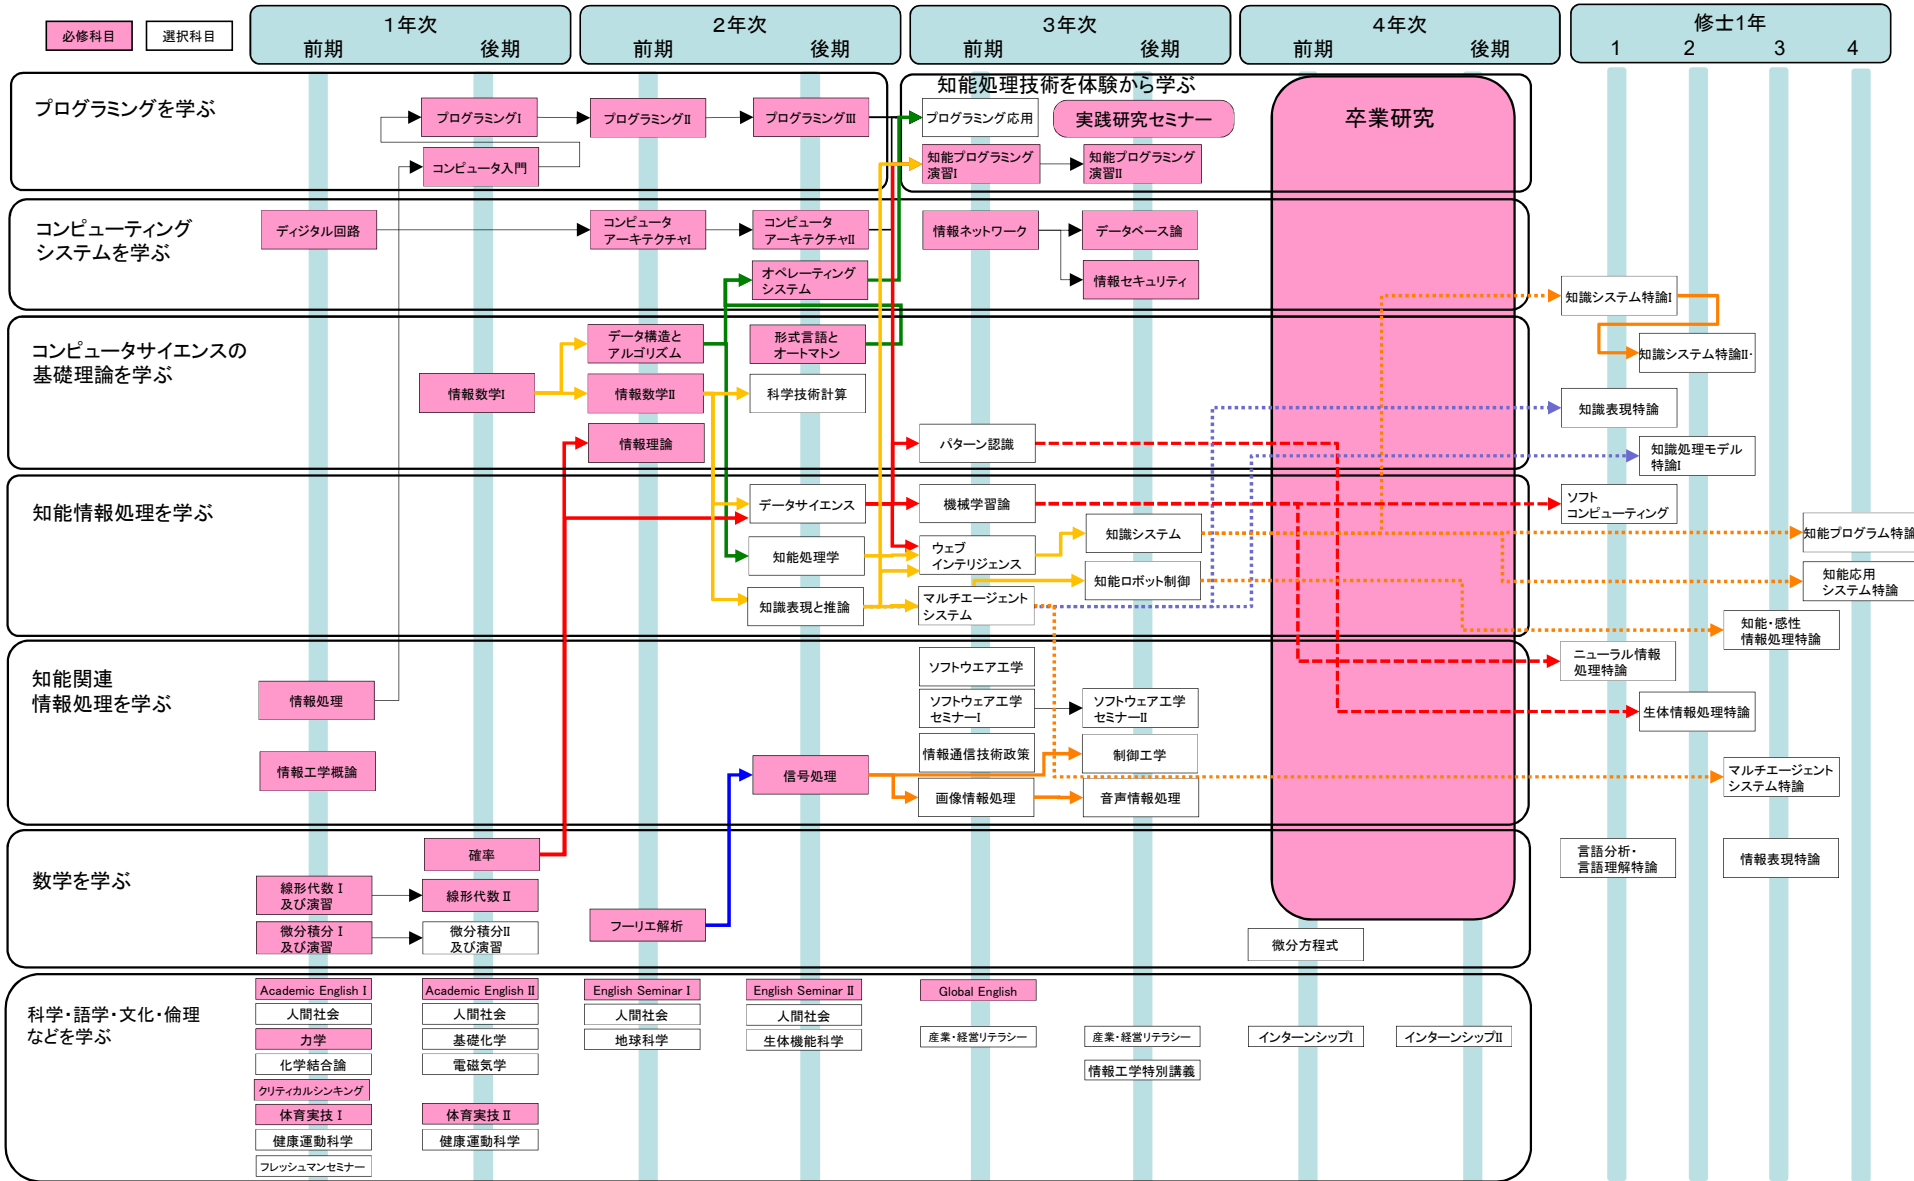 必修科目
選択科目
1年次
前期
後期
2年次
前期
後期
3年次
前期
後期
4年次
前期
後期
修士1年
1
2
3
4
プログラミングを学ぶ
プログラミングⅠ
プログラミングⅡ
プログラミングⅢ
コンピュータ入門
知能処理技術を体験から学ぶ
プログラミング応用
実践研究セミナー
知能プログラミング
演習Ⅰ
知能プログラミング
演習Ⅱ
卒業研究
コンピューティング
システムを学ぶ
ディジタル回路
コンピュータ
アーキテクチャⅠ
コンピュータ
アーキテクチャⅡ
オペレーティング
システム
情報ネットワーク
データベース論
情報セキュリティ
知識システム特論Ⅰ
知識システム特論Ⅱ・
コンピュータサイエンスの
基礎理論を学ぶ
データ構造と
アルゴリズム
形式言語と
オートマトン
情報数学Ⅰ
情報数学Ⅱ
科学技術計算
情報理論
パターン認識
知識表現特論
知識処理モデル
特論Ⅰ
知能情報処理を学ぶ
データサイエンス
機械学習論
知能処理学
ウェブ
インテリジェンス
知識システム
知識表現と推論
マルチエージェント
システム
知能ロボット制御
ソフト
コンピューティング
知能プログラム特論
知能応用
システム特論
知能・感性
情報処理特論
知能関連
情報処理を学ぶ
情報処理
情報工学概論
信号処理
ソフトウエア工学
ソフトウェア工学
セミナーⅠ
ソフトウェア工学
セミナーⅡ
情報通信技術政策
制御工学
画像情報処理
音声情報処理
ニューラル情報
処理特論
生体情報処理特論
マルチエージェント
システム特論
数学を学ぶ
確率
線形代数 Ⅰ
及び演習
線形代数 Ⅱ
微分積分 Ⅰ
及び演習
微分積分Ⅱ
及び演習
フーリエ解析
微分方程式
言語分析・
言語理解特論
情報表現特論
科学・語学・文化・倫理
などを学ぶ
Academic English Ⅰ
Academic English Ⅱ
English Seminar Ⅰ
English Seminar Ⅱ
Global English
人間社会
人間社会
人間社会
人間社会
力学
基礎化学
地球科学
生体機能科学
産業・経営リテラシー
産業・経営リテラシー
インターンシップⅠ
インターンシップⅡ
化学結合論
電磁気学
情報工学特別講義
クリティカルシンキング
体育実技 Ⅰ
体育実技 Ⅱ
健康運動科学
健康運動科学
フレッシュマンセミナー